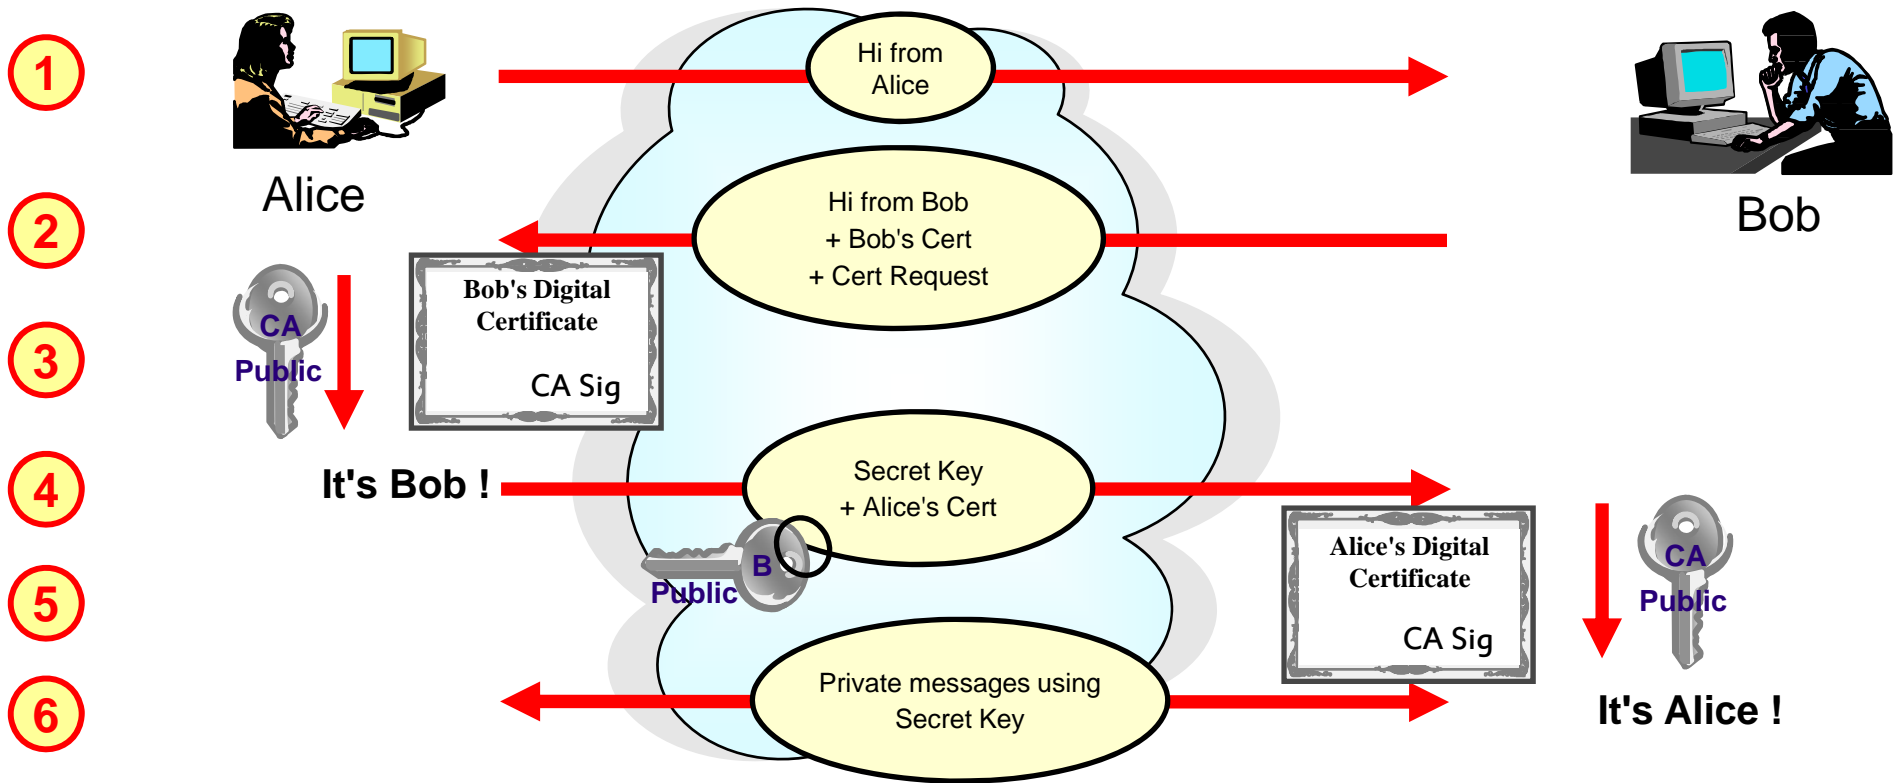 1
Hi from
Alice
Alice
Bob
2
Hi from Bob
+ Bob's Cert
+ Cert Request
3
CA
Public
Bob's Digital
Certificate
CA Sig
4
It's Bob !
Secret Key
+ Alice's Cert
B
Public
5
Alice's Digital
Certificate
CA Sig
CA
Public
6
Private messages using
Secret Key
It's Alice !